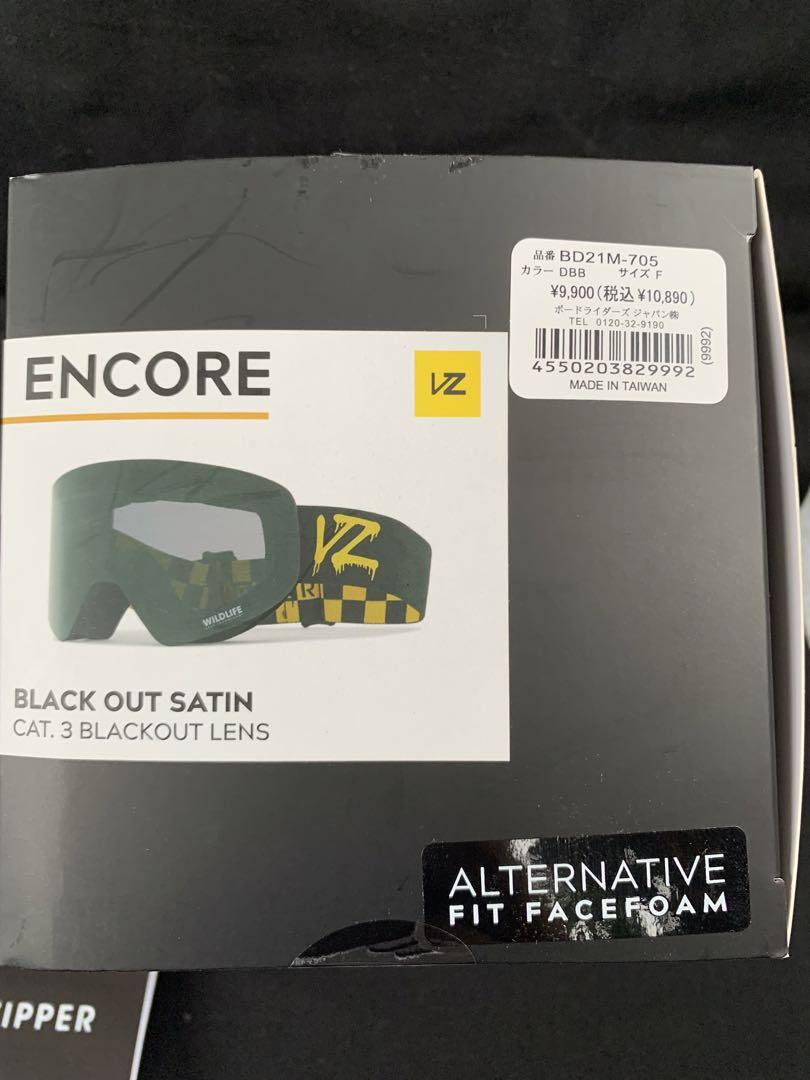 品番 BD21M-705
カラー DBB サイズ F
¥9,900(税込¥10,890)
ボードライダーズ ジャパン㈱
TEL 0120-32-9190
4550203829992
(9992)
MADE IN TAIWAN
ENCORE
VZ
VZ
WILDLIFE
BLACK OUT SATIN
CAT. 3 BLACKOUT LENS
ALTERNATIVE
FIT FACEFOAM
IPPER